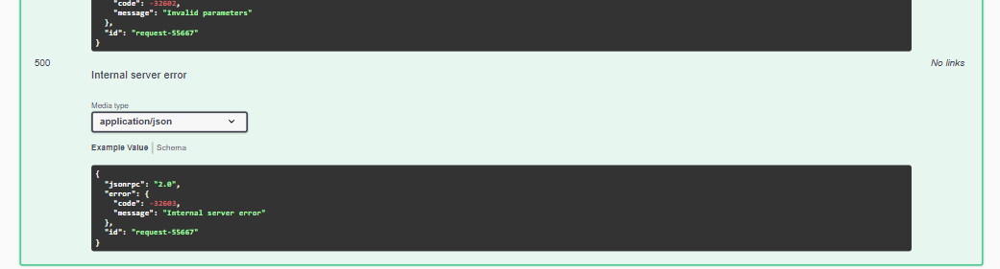 "code": -32602,
"message": "Invalid parameters"
},
"id": "request-55667"
}
500
Internal server error
No links
Media type
application/json
Example Value
Schema
{
"jsonrpc": "2.0",
"error": {
"code": -32603,
"message": "Internal server error"
},
"id": "request-55667"
}